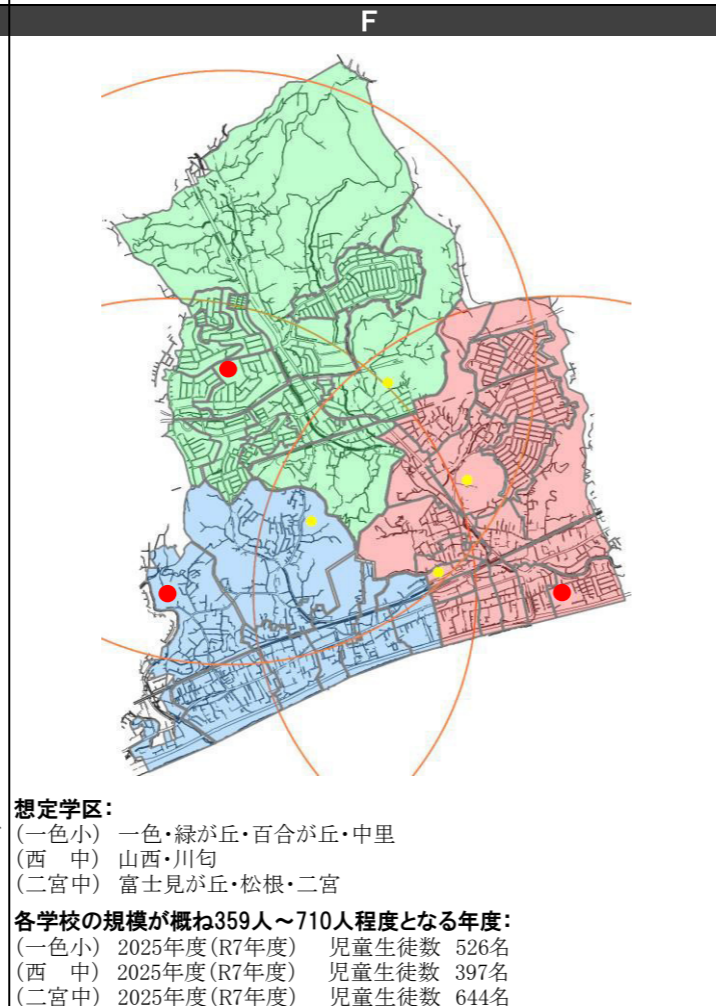 F
想定学区：
(一色小) 一色・緑が丘・百合が丘・中里
(西　中) 山西・川匂
(二宮中) 富士見が丘・松根・二宮
各学校の規模が概ね359人～710人程度となる年度：
(一色小) 2025年度(R7年度)　児童生徒数 526名
(西　中) 2025年度(R7年度)　児童生徒数 397名
(二宮中) 2025年度(R7年度)　児童生徒数 644名